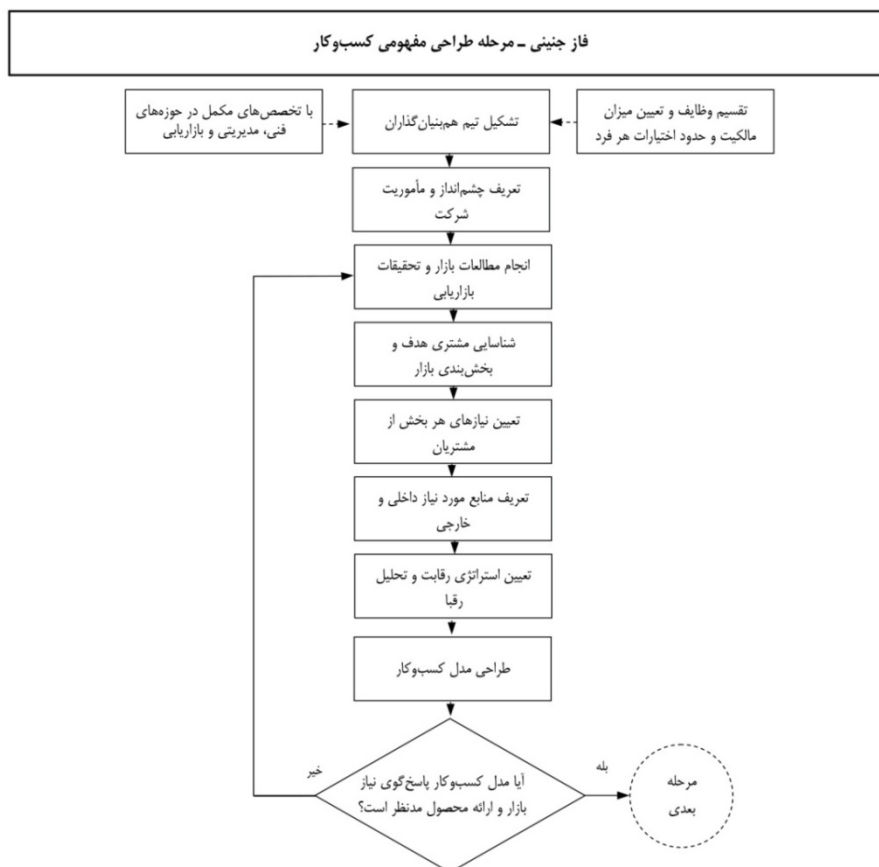 فاز جنینی – مرحله طراحی مفهومی کسب‌وکار
تقسیم وظایف و تعیین میزان
مالکیت و حدود اختیارات هر فرد
تشکیل تیم هم‌بنیان‌گذاران
با تخصص‌های مکمل در حوزه‌های
فنی، مدیریتی و بازاریابی
تعریف چشم‌انداز و مأموریت
شرکت
انجام مطالعات بازار و تحقیقات
بازاریابی
شناسایی مشتری هدف و
بخش‌بندی بازار
تعیین نیازهای هر بخش از
مشتریان
تعریف منابع مورد نیاز داخلی و
خارجی
تعیین استراتژی رقابت و تحلیل
رقبا
طراحی مدل کسب‌وکار
آیا مدل کسب‌وکار پاسخ‌گوی نیاز
بازار و ارائه محصول مدنظر است؟
بله
خیر
مرحله
بعدی